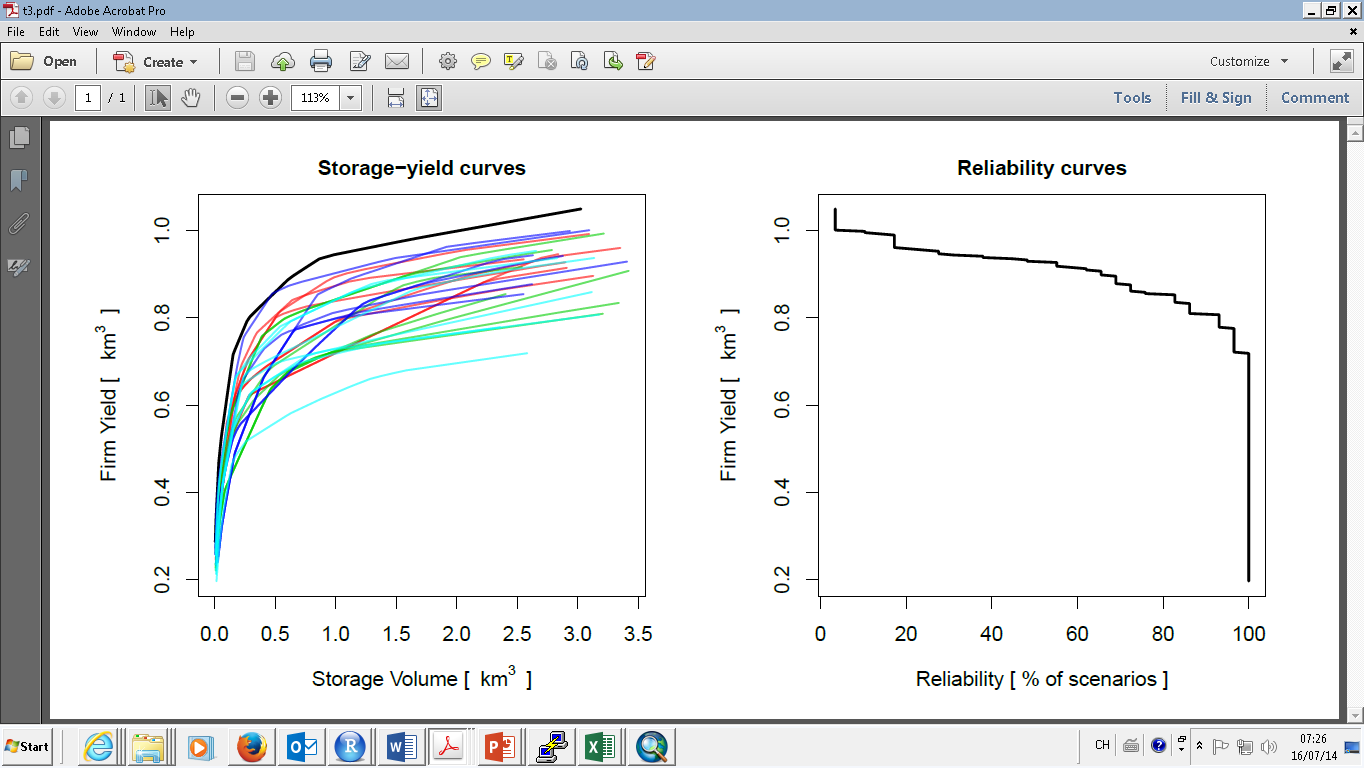 t3.pdf - Adobe Acrobat Pro
File Edit View Window Help
Open Create Customize
1 / 1 113% Tools Fill & Sign Comment
Storage−yield curves
Firm Yield [ km3 ]
1.0
0.8
0.6
0.4
0.2
0.0 0.5 1.0 1.5 2.0 2.5 3.0 3.5
Storage Volume [ km3 ]
Reliability curves
Firm Yield [ km3 ]
1.0
0.8
0.6
0.4
0.2
0 20 40 60 80 100
Reliability [ % of scenarios ]
Start
CH
07:26
16/07/14